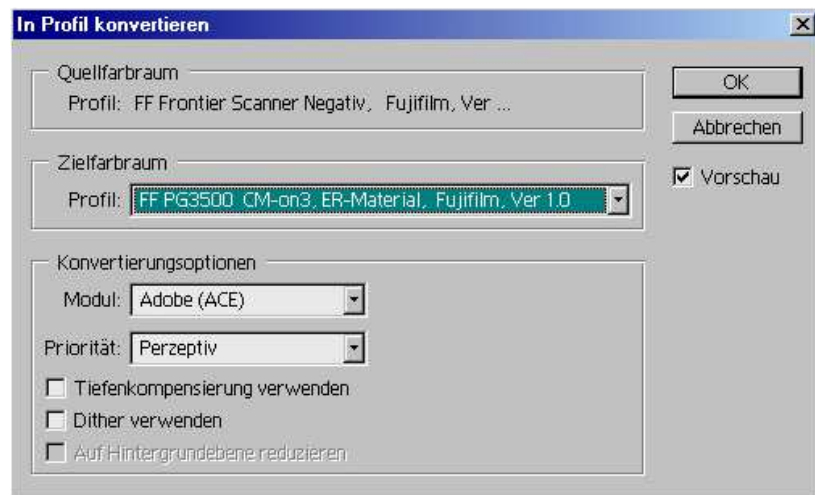 In Profil konvertieren
Quellfarbraum
Profil: FF Frontier Scanner Negativ, Fujifilm, Ver ...
OK
Abbrechen
Zielfarbraum
Profil: FF PG3500 CM-on3, ER-Material, Fujifilm, Ver 1.0
Vorschau
Konvertierungsoptionen
Modul: Adobe (ACE)
Priorität: Perzeptiv
Tiefenkompensierung verwenden
Dither verwenden
Auf Hintergrundebene reduzieren